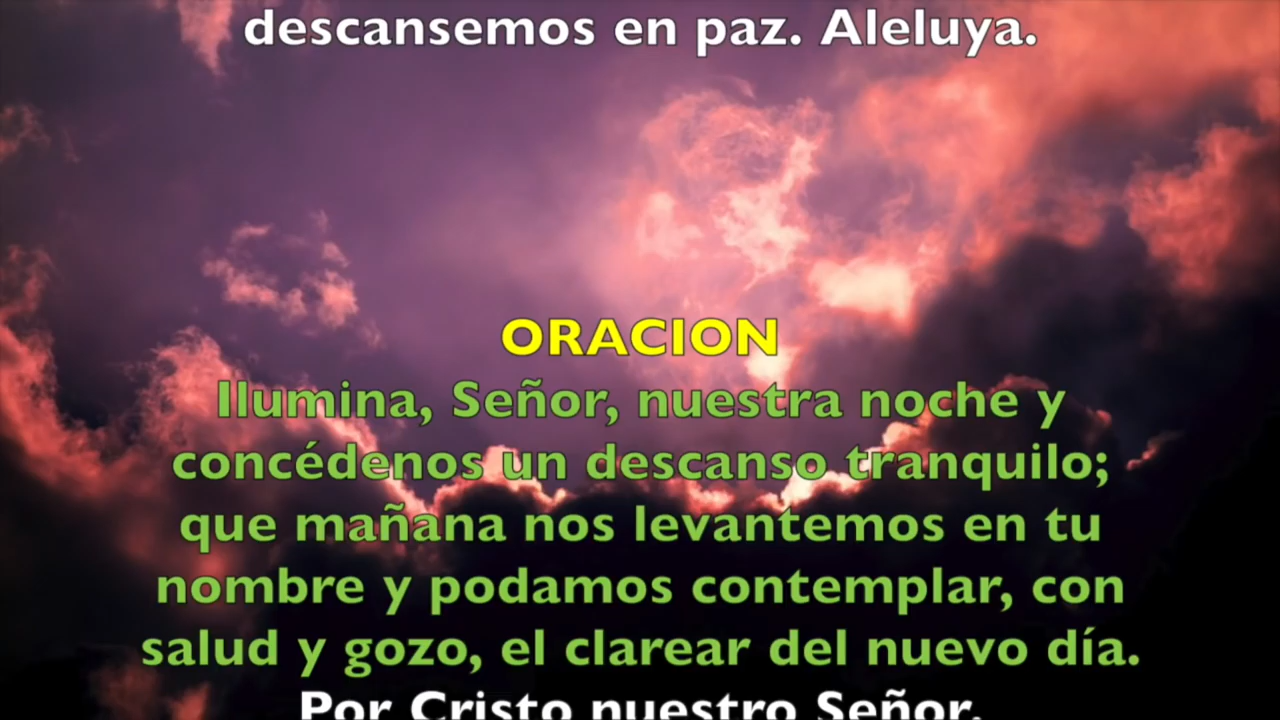 descansemos en paz. Aleluya.
ORACION
Ilumina, Señor, nuestra noche y
concédenos un descanso tranquilo;
que mañana nos levantemos en tu
nombre y podamos contemplar, con
salud y gozo, el clarear del nuevo día.
Por Cristo nuestro Señor.